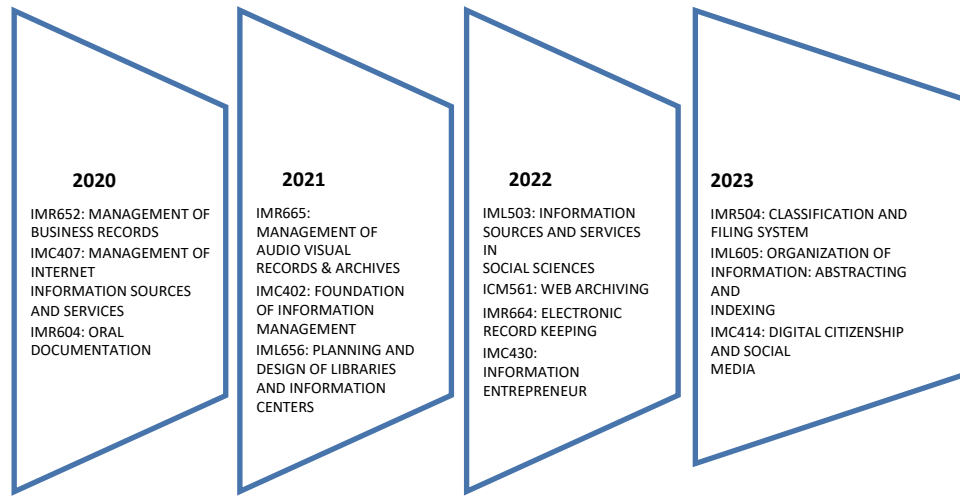 2020
IMR652: MANAGEMENT OF
BUSINESS RECORDS
IMC407: MANAGEMENT OF
INTERNET
INFORMATION SOURCES
AND SERVICES
IMR604: ORAL
DOCUMENTATION
2021
IMR665:
MANAGEMENT OF
AUDIO VISUAL
RECORDS & ARCHIVES
IMC402: FOUNDATION
OF INFORMATION
MANAGEMENT
IML656: PLANNING AND
DESIGN OF LIBRARIES
AND INFORMATION
CENTERS
2022
IML503: INFORMATION
SOURCES AND SERVICES
IN
SOCIAL SCIENCES
ICM561: WEB ARCHIVING
IMR664: ELECTRONIC
RECORD KEEPING
IMC430:
INFORMATION
ENTREPRENEUR
2023
IMR504: CLASSIFICATION AND
FILING SYSTEM
IML605: ORGANIZATION OF
INFORMATION: ABSTRACTING
AND
INDEXING
IMC414: DIGITAL CITIZENSHIP
AND SOCIAL
MEDIA